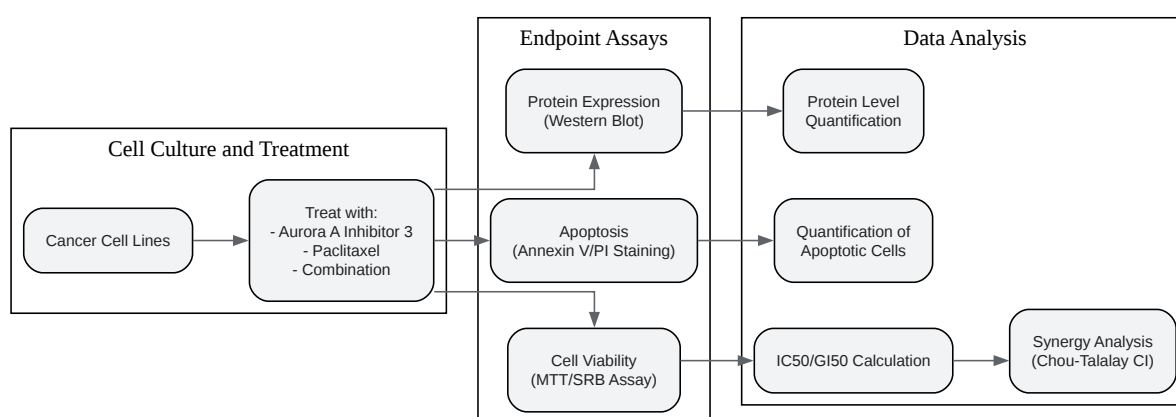 Cell Culture and Treatment
Cancer Cell Lines
Treat with:
- Aurora A Inhibitor 3
- Paclitaxel
- Combination
Endpoint Assays
Protein Expression
(Western Blot)
Apoptosis
(Annexin V/PI Staining)
Cell Viability
(MTT/SRB Assay)
Data Analysis
Protein Level
Quantification
Quantification of
Apoptotic Cells
IC50/GI50 Calculation
Synergy Analysis
(Chou-Talalay CI)